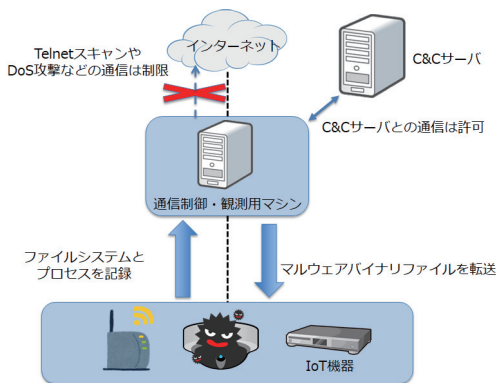 インターネット
Telnetスキャンや
DoS攻撃などの通信は制限
C&Cサーバ
C&Cサーバとの通信は許可
通信制御・観測用マシン
ファイルシステムと
プロセスを記録
マルウェアバイナリファイルを転送
IoT機器